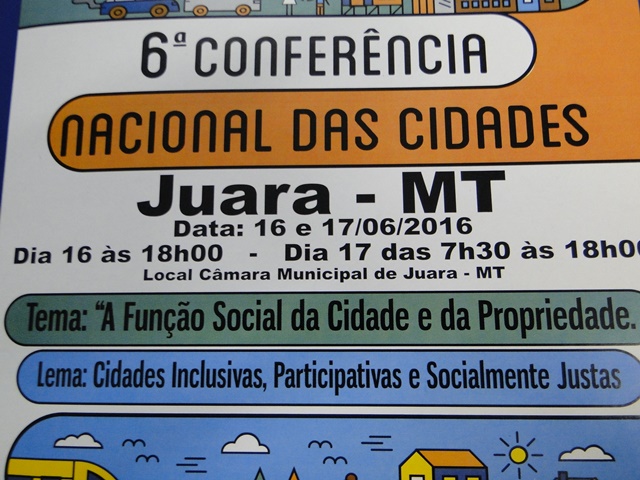 6ª CONFERÊNCIA
NACIONAL DAS CIDADES
Juara - MT
Data: 16 e 17/06/2016
Dia 16 às 18h00 - Dia 17 das 7h30 às 18h00
Local Câmara Municipal de Juara - MT
Tema: "A Função Social da Cidade e da Propriedade.
Lema: Cidades Inclusivas, Participativas e Socialmente Justas